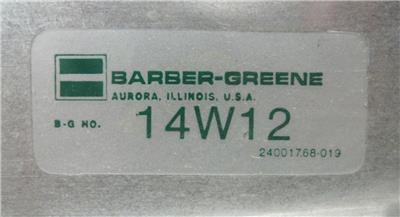 BARBER-GREENE
AURORA, ILLINOIS, U.S.A.
B-G NO. 14W12
24001768-019